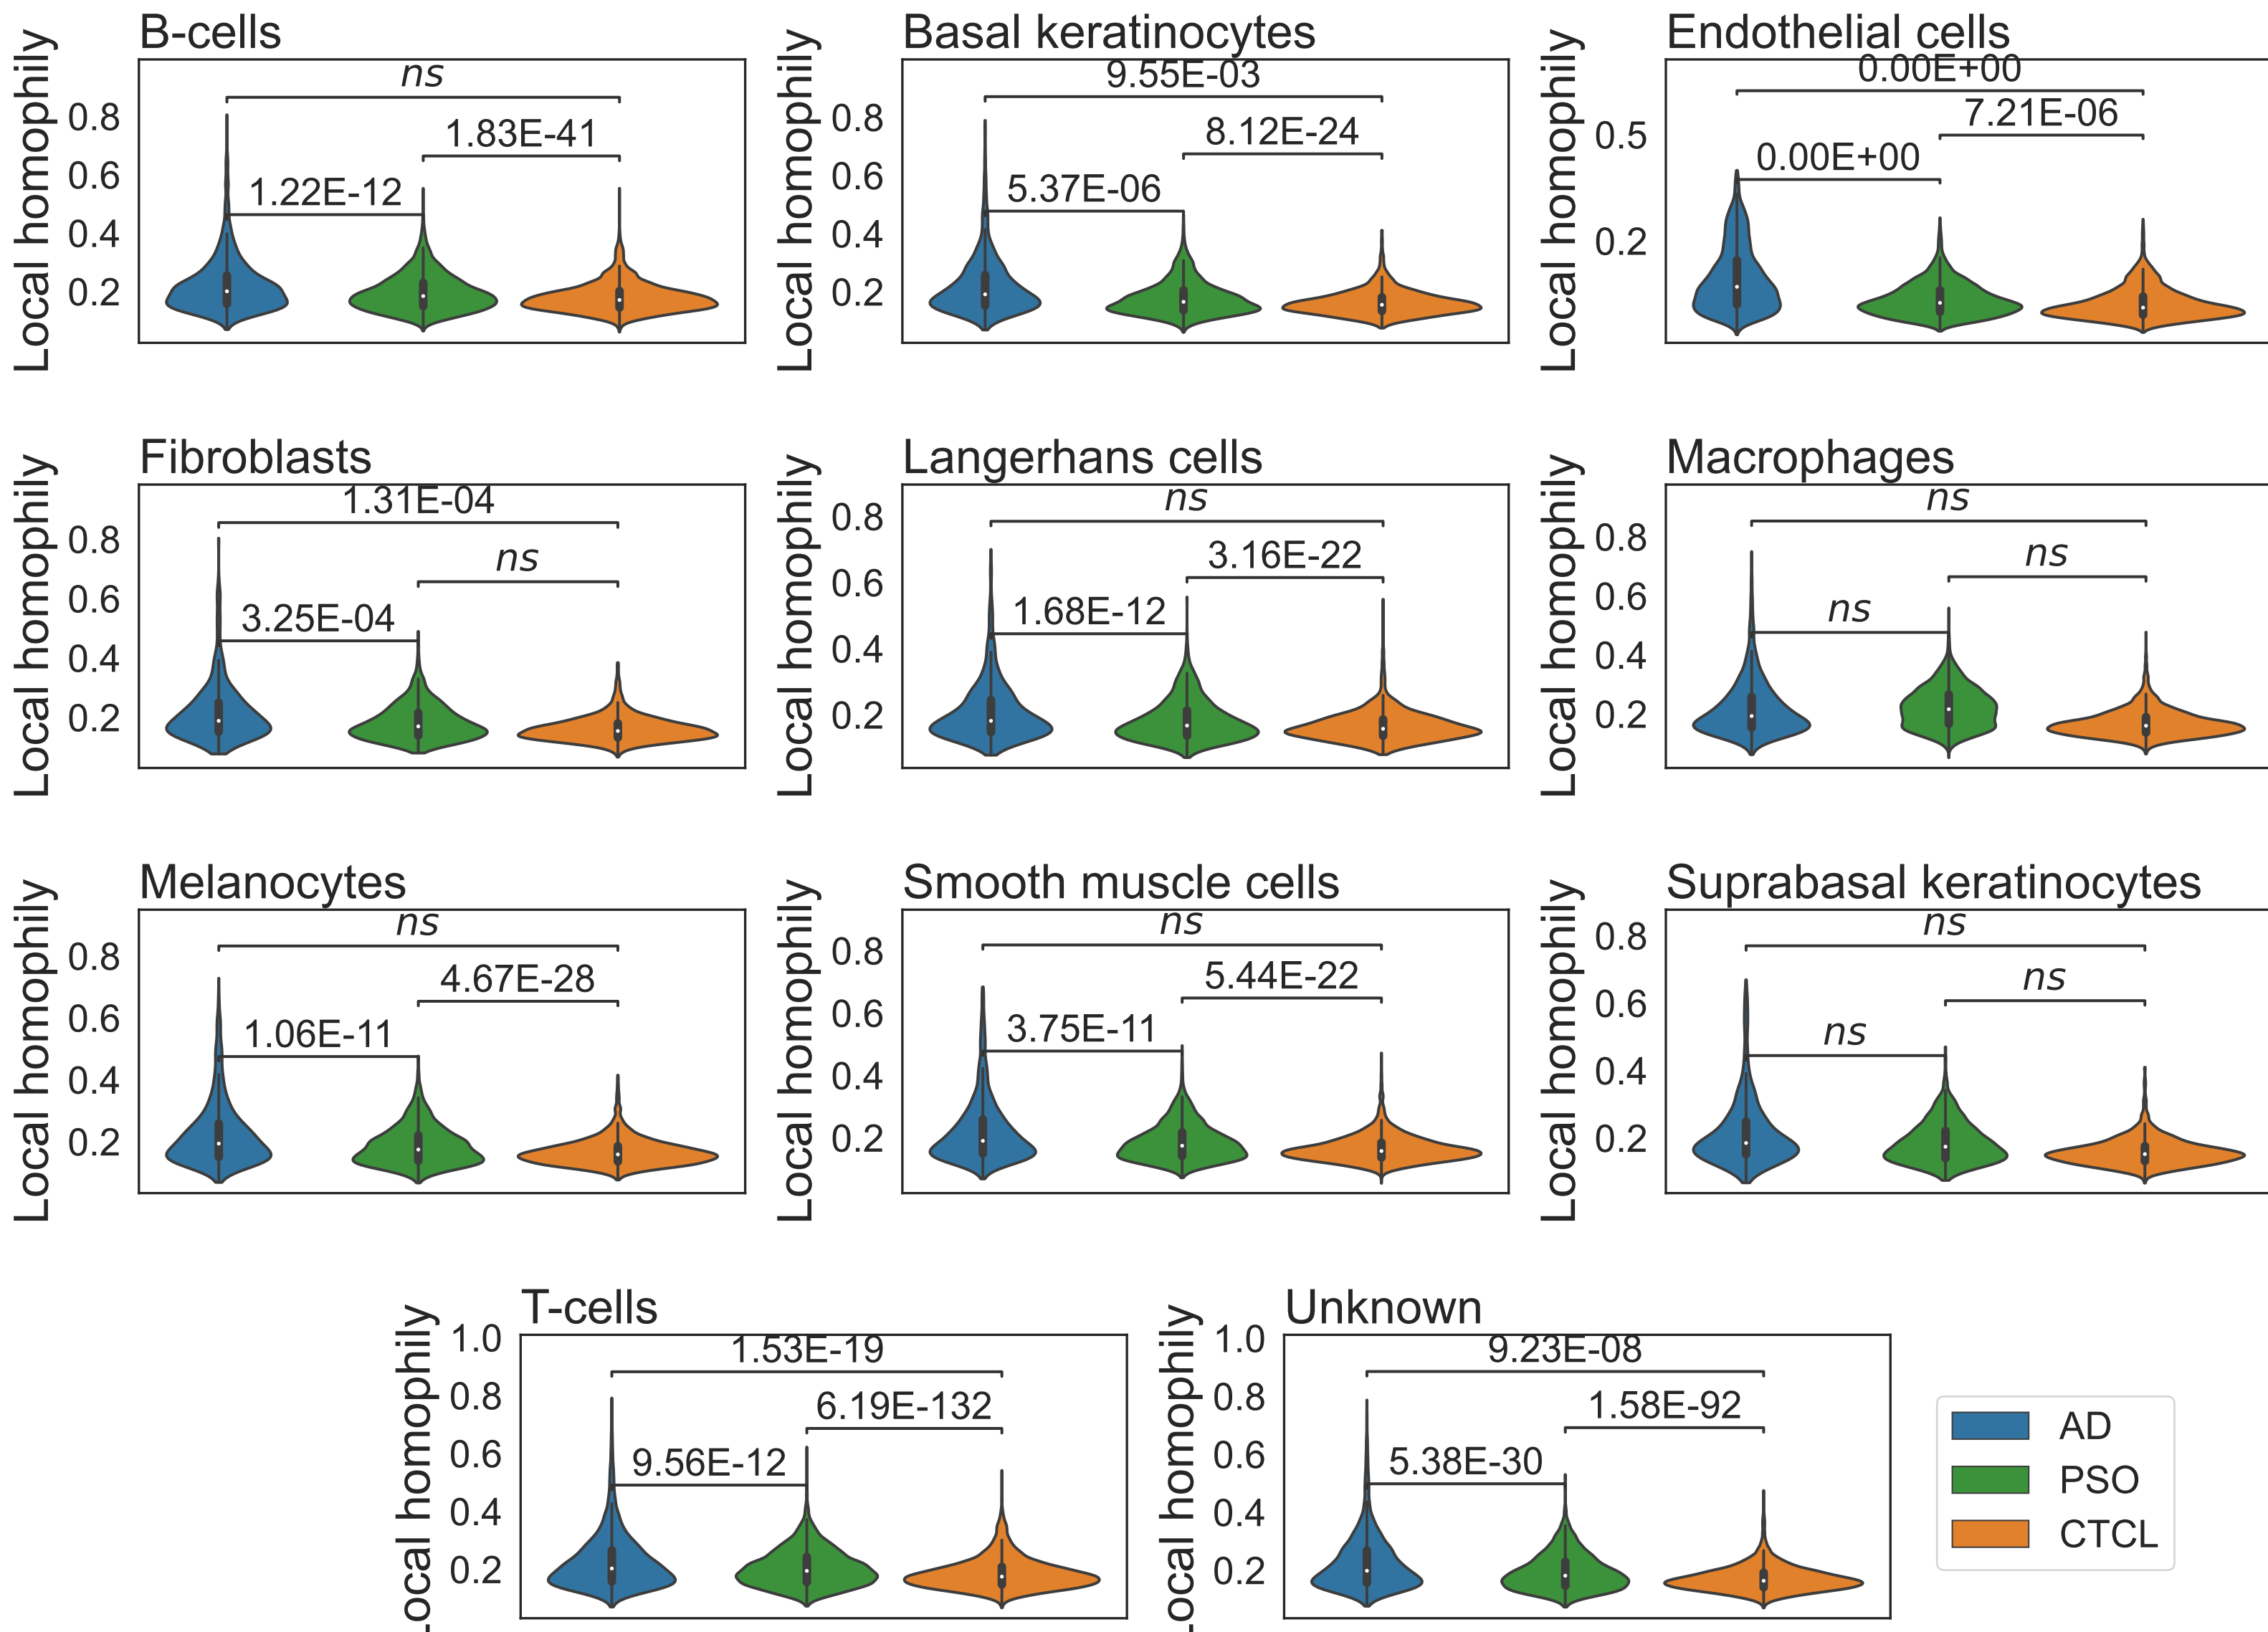 B-cells
Local homophily
0.8
0.6
0.4
0.2
ns
1.83E-41
1.22E-12
Basal keratinocytes
Local homophily
0.8
0.6
0.4
0.2
9.55E-03
8.12E-24
5.37E-06
Endothelial cells
Local homophily
0.5
0.2
0.00E+00
7.21E-06
0.00E+00
Fibroblasts
Local homophily
0.8
0.6
0.4
0.2
1.31E-04
ns
3.25E-04
Langerhans cells
Local homophily
0.8
0.6
0.4
0.2
ns
3.16E-22
1.68E-12
Macrophages
Local homophily
0.8
0.6
0.4
0.2
ns
ns
ns
Melanocytes
Local homophily
0.8
0.6
0.4
0.2
ns
4.67E-28
1.06E-11
Smooth muscle cells
Local homophily
0.8
0.6
0.4
0.2
ns
5.44E-22
3.75E-11
Suprabasal keratinocytes
Local homophily
0.8
0.6
0.4
0.2
ns
ns
ns
T-cells
Local homophily
1.0
0.8
0.6
0.4
0.2
1.53E-19
6.19E-132
9.56E-12
Unknown
Local homophily
1.0
0.8
0.6
0.4
0.2
9.23E-08
1.58E-92
5.38E-30
AD
PSO
CTCL